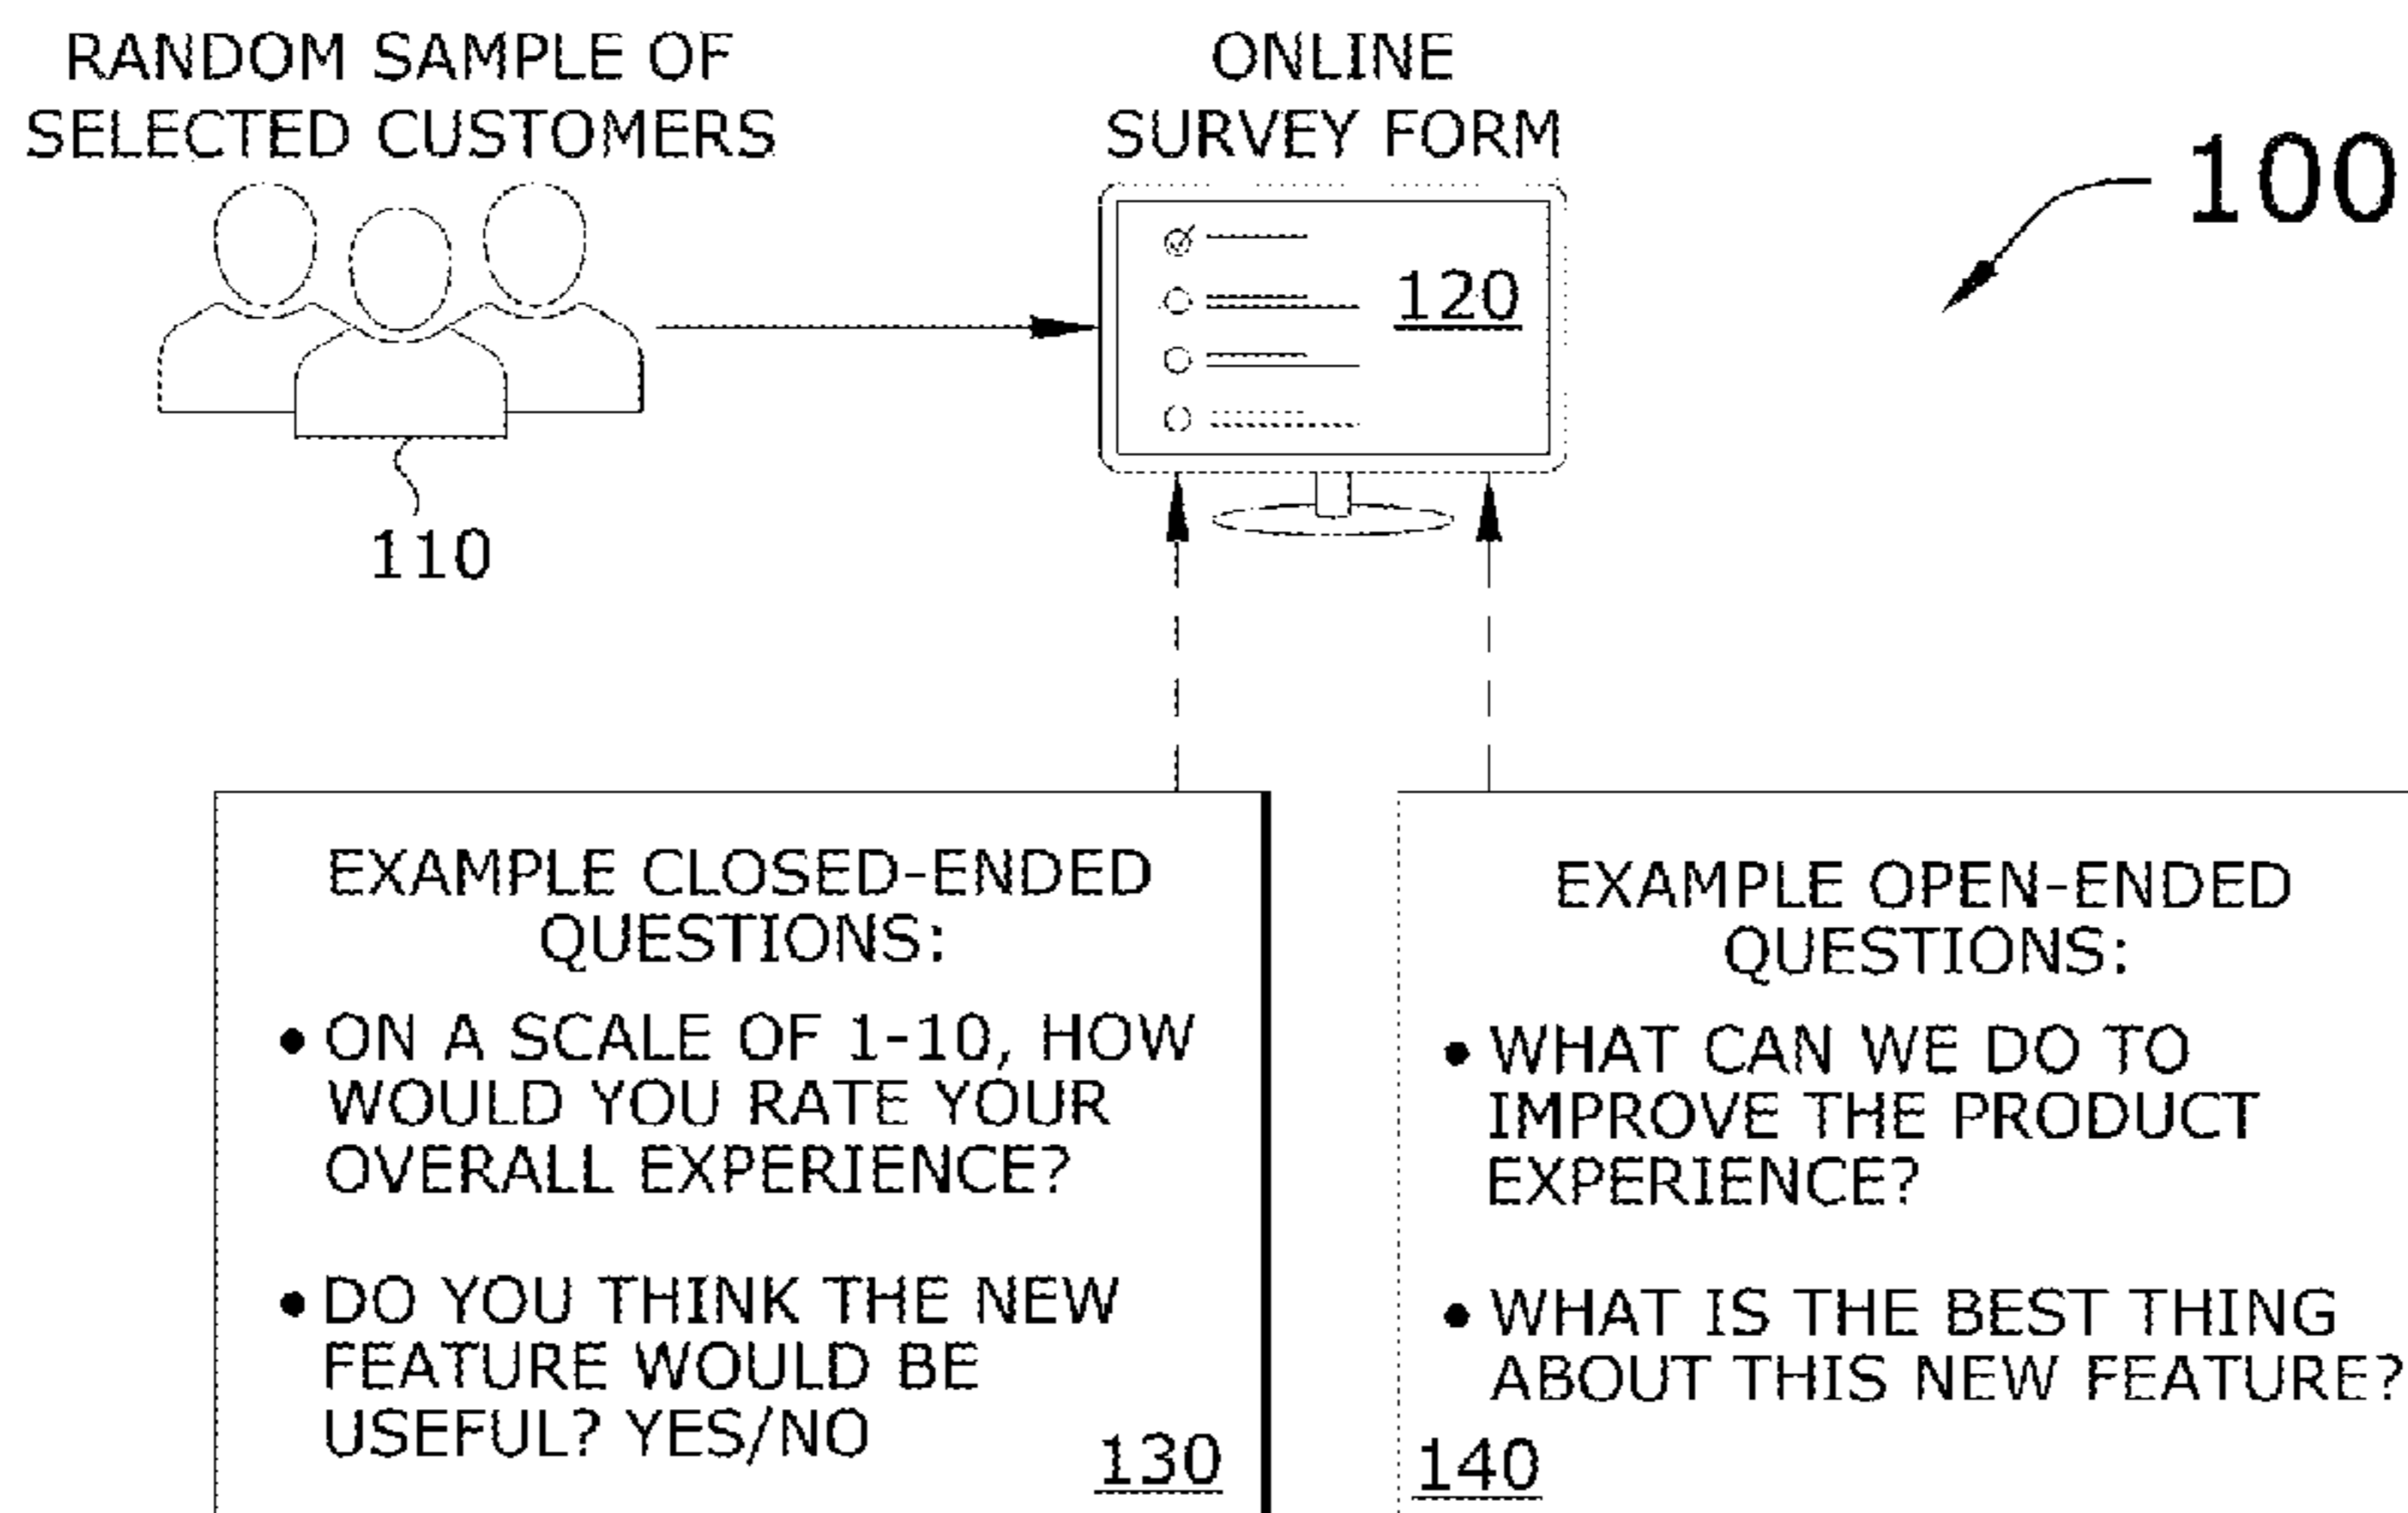 RANDOM SAMPLE OF
SELECTED CUSTOMERS
110
ONLINE
SURVEY FORM
120
100
EXAMPLE CLOSED-ENDED
QUESTIONS:
• ON A SCALE OF 1-10, HOW
WOULD YOU RATE YOUR
OVERALL EXPERIENCE?
• DO YOU THINK THE NEW
FEATURE WOULD BE
USEFUL? YES/NO
130
EXAMPLE OPEN-ENDED
QUESTIONS:
• WHAT CAN WE DO TO
IMPROVE THE PRODUCT
EXPERIENCE?
• WHAT IS THE BEST THING
ABOUT THIS NEW FEATURE?
140